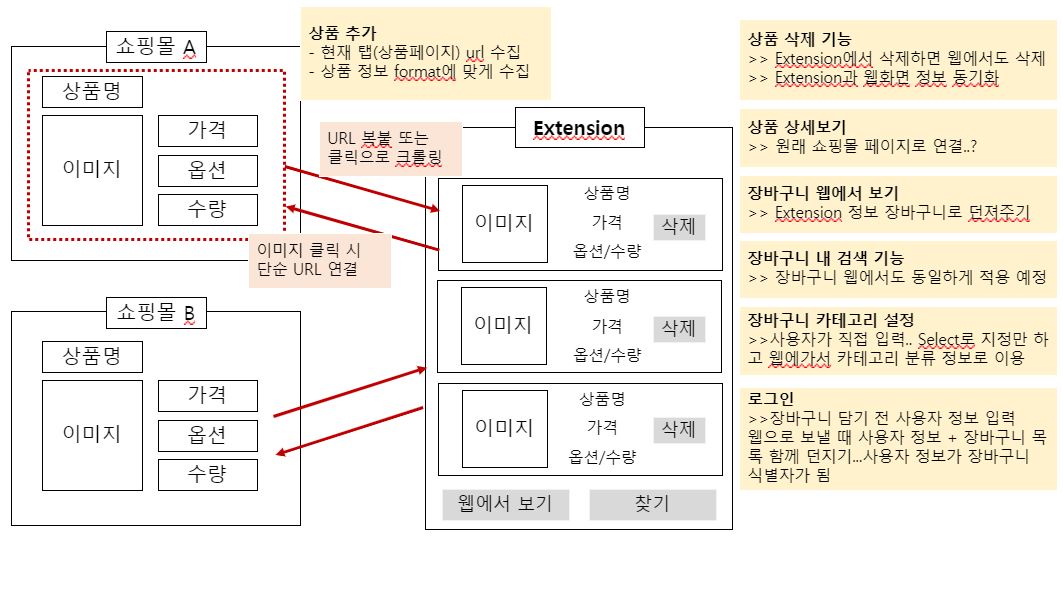 쇼핑몰 A
상품명
이미지
가격
옵션
수량
상품 추가
- 현재 탭(상품페이지) url 수집
- 상품 정보 format에 맞게 수집
URL 복붙 또는
클릭으로 크롤링
이미지 클릭 시
단순 URL 연결
쇼핑몰 B
상품명
이미지
가격
옵션
수량
Extension
이미지
상품명
가격
옵션/수량
삭제
이미지
상품명
가격
옵션/수량
삭제
이미지
상품명
가격
옵션/수량
삭제
웹에서 보기
찾기
상품 삭제 기능
>> Extension에서 삭제하면 웹에서도 삭제
>> Extension과 웹화면 정보 동기화
상품 상세보기
>> 원래 쇼핑몰 페이지로 연결..?
장바구니 웹에서 보기
>> Extension 정보 장바구니로 던져주기
장바구니 내 검색 기능
>> 장바구니 웹에서도 동일하게 적용 예정
장바구니 카테고리 설정
>>사용자가 직접 입력.. Select로 지정만 하
고 웹에가서 카테고리 분류 정보로 이용
로그인
>>장바구니 담기 전 사용자 정보 입력
웹으로 보낼 때 사용자 정보 + 장바구니 목
록 함께 던지기...사용자 정보가 장바구니
식별자가 됨